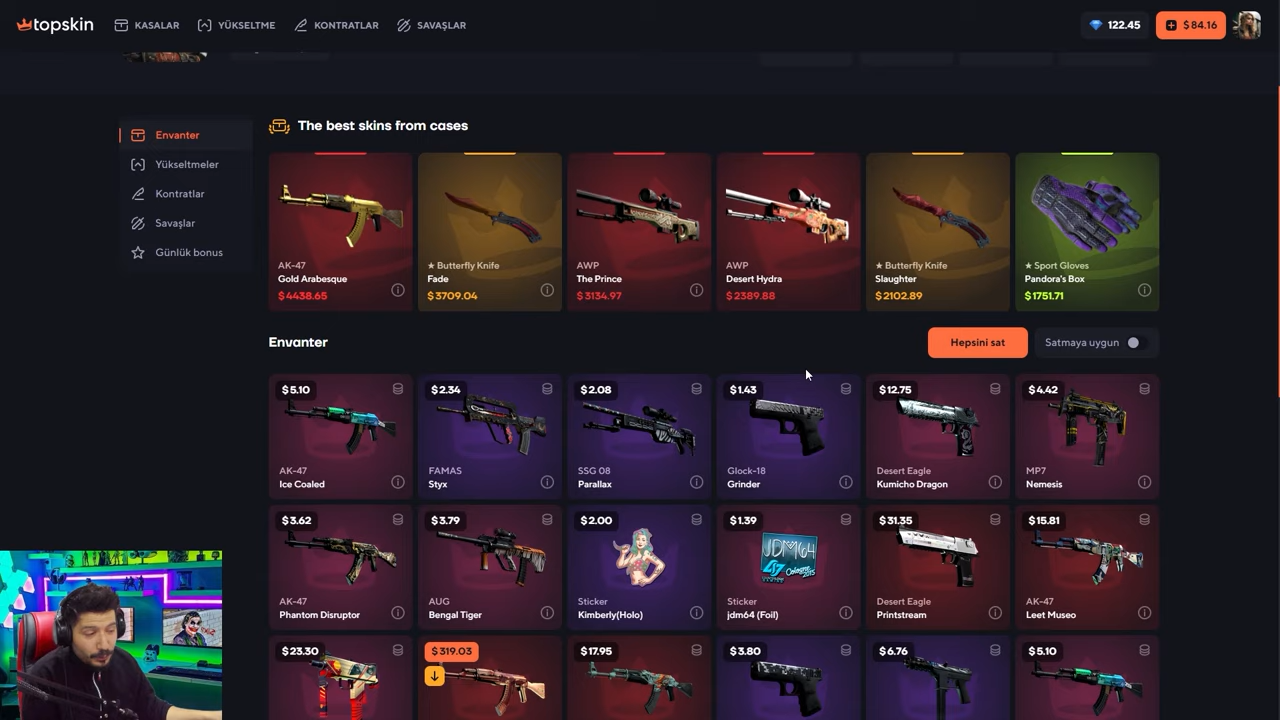 topskin
KASALAR
YÜKSELTME
KONTRATLAR
SAVAŞLAR
122.45
$ 84.16
Envanter
Yükseltmeler
Kontratlar
Savaşlar
Günlük bonus
The best skins from cases
AK-47
Gold Arabesque
$ 4438.65
★ Butterfly Knife
Fade
$ 3709.04
AWP
The Prince
$ 3134.97
AWP
Desert Hydra
$ 2389.88
★ Butterfly Knife
Slaughter
$ 2102.89
★ Sport Gloves
Pandora's Box
$ 1751.71
Envanter
Hepsini sat
Satmaya uygun
$ 5.10
AK-47
Ice Coaled
$ 2.34
FAMAS
Styx
$ 2.08
SSG 08
Parallax
$ 1.43
Glock-18
Grinder
$ 12.75
Desert Eagle
Kumicho Dragon
$ 4.42
MP7
Nemesis
$ 3.62
AK-47
Phantom Disruptor
$ 3.79
AUG
Bengal Tiger
$ 2.00
Sticker
Kimberly(Holo)
$ 1.39
JDM64
Cologne
2015
Sticker
jdm64 (Foil)
$ 31.35
Desert Eagle
Printstream
$ 15.81
AK-47
Leet Museo
$ 23.30
$ 319.03
$ 17.95
$ 3.80
$ 6.76
$ 5.10